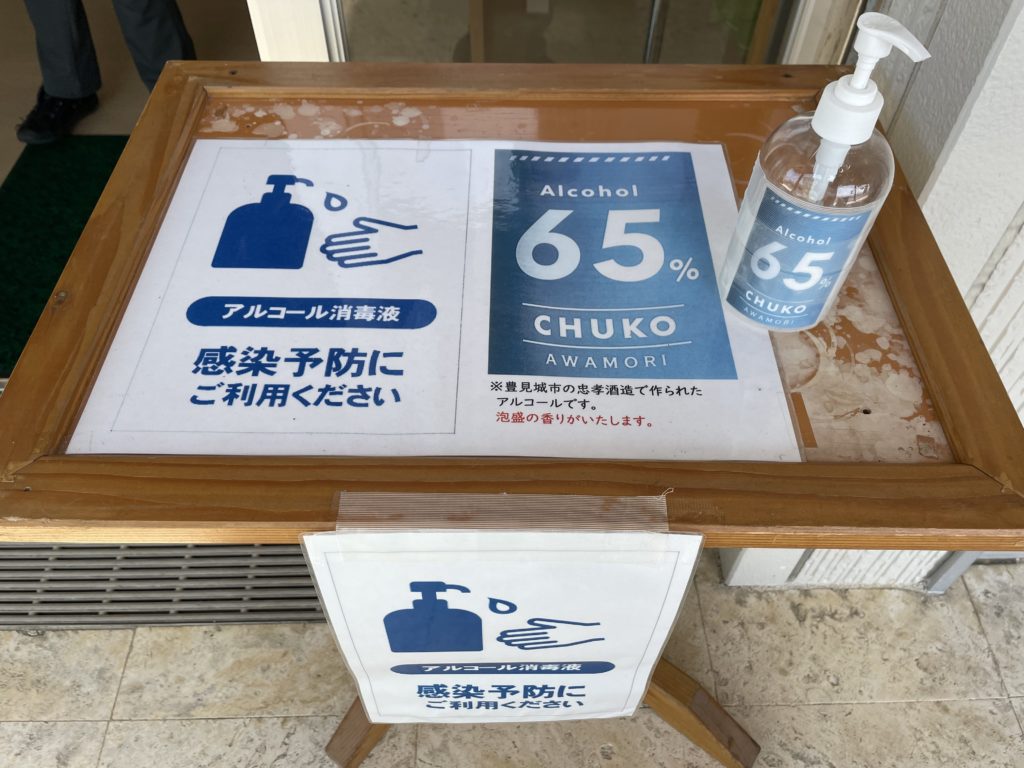 アルコール消毒液
感染予防に
ご利用ください
Alcohol
65%
CHUKO
AWAMORI
※豊見城市の忠孝酒造で作られた
アルコールです。
泡盛の香りがいたします。
Alcohol
65%
CHUKO
AWAMORI
アルコール消毒液
感染予防に
ご利用ください